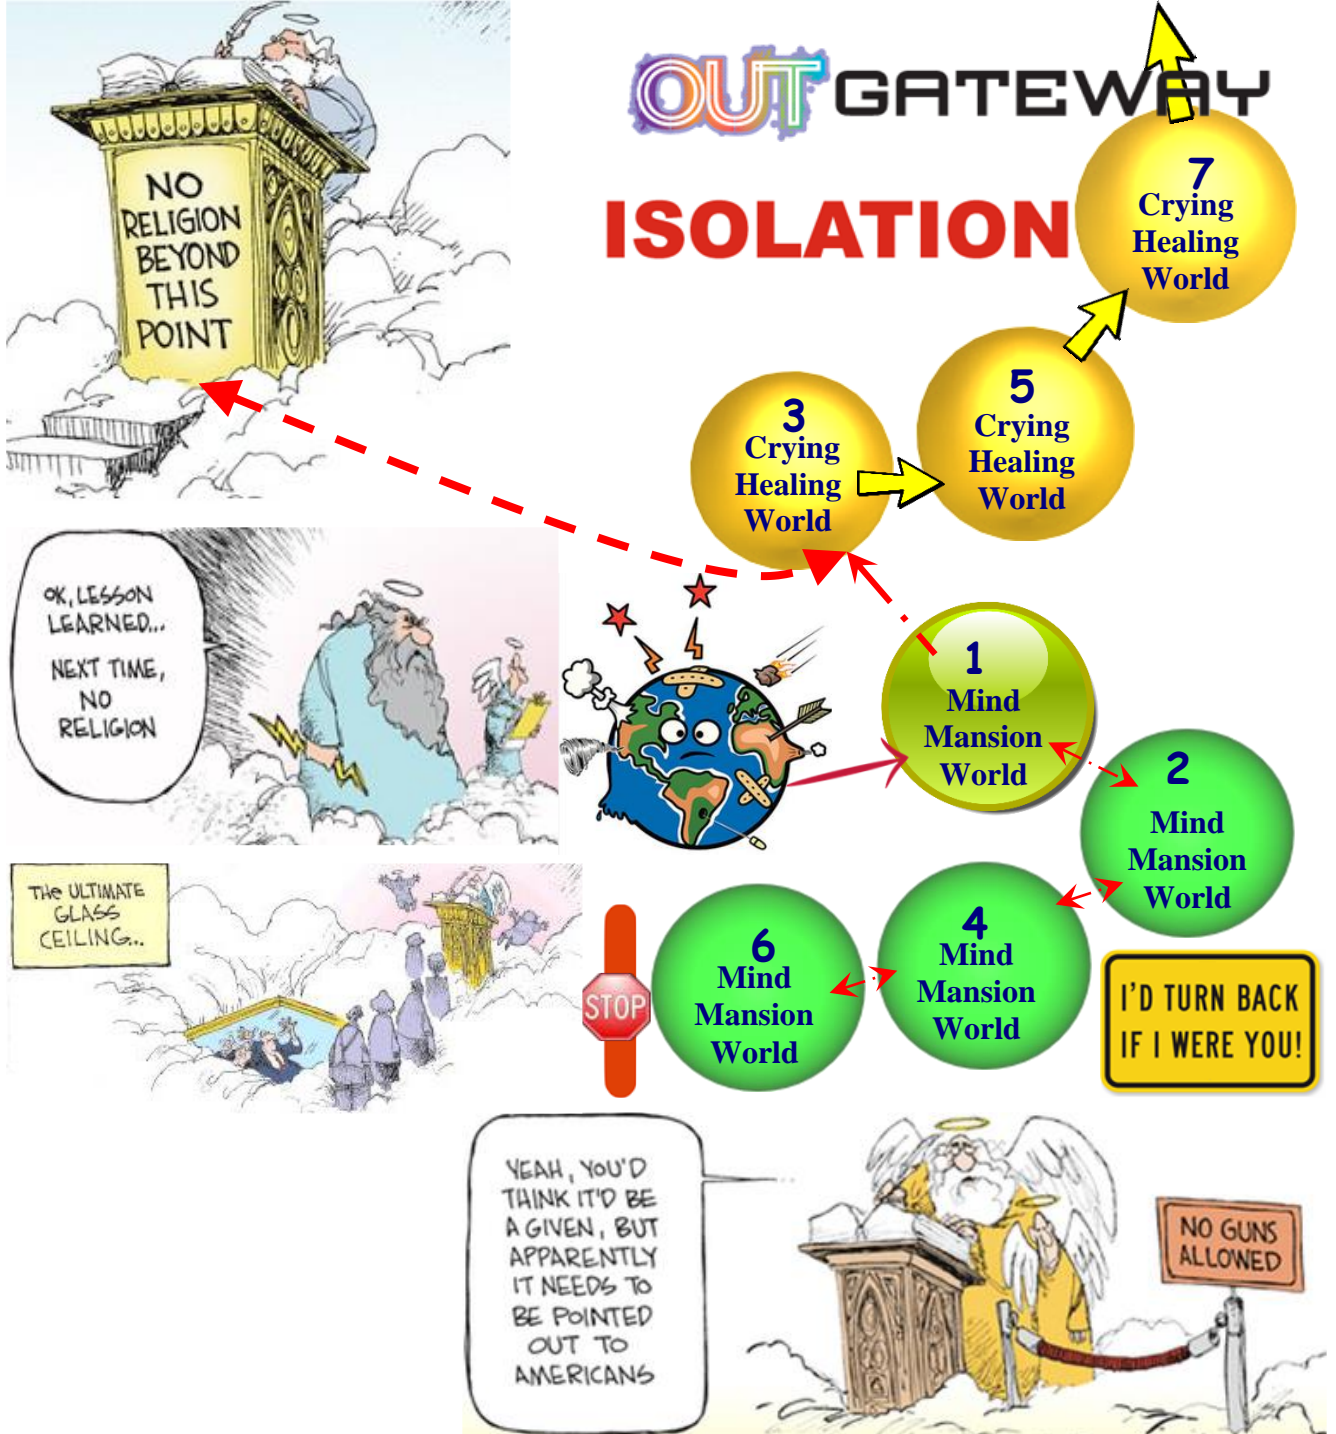 OUT GATEWAY
ISOLATION
NO
RELIGION
BEYOND
THIS
POINT
7
Crying
Healing
World
5
Crying
Healing
World
3
Crying
Healing
World
OK, LESSON
LEARNED...
NEXT TIME,
NO
RELIGION
1
Mind
Mansion
World
2
Mind
Mansion
World
THE ULTIMATE
GLASS
CEILING...
4
Mind
Mansion
World
6
Mind
Mansion
World
STOP
I'D TURN BACK
IF I WERE YOU!
YEAH, YOU'D
THINK IT'D BE
A GIVEN, BUT
APPARENTLY
IT NEEDS TO
BE POINTED
OUT TO
AMERICANS
NO GUNS
ALLOWED